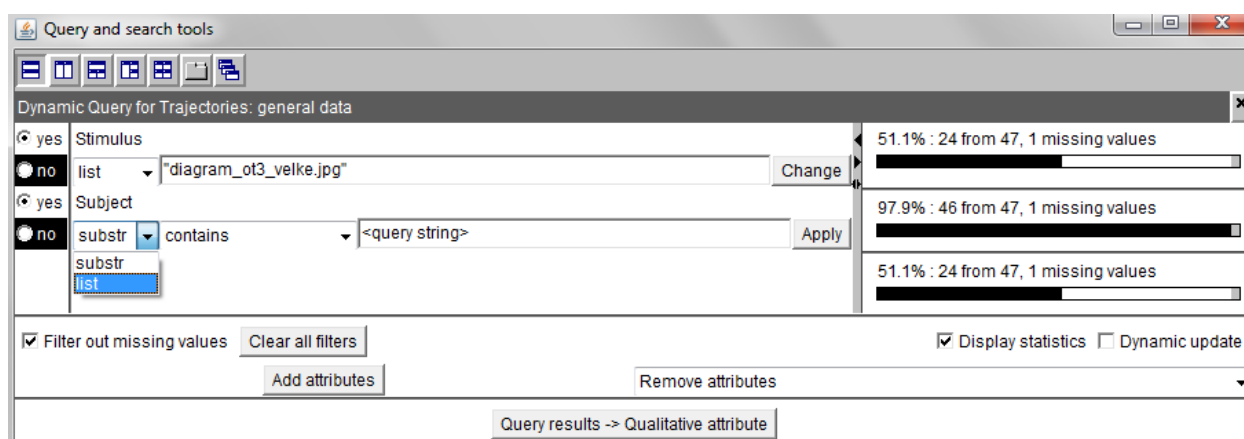 Query and search tools
Dynamic Query for Trajectories: general data
yes Stimulus
no list "diagram_ot3_velke.jpg" Change
51.1% : 24 from 47, 1 missing values
yes Subject
no substr contains <query string> Apply
substr
list
97.9% : 46 from 47, 1 missing values
51.1% : 24 from 47, 1 missing values
Filter out missing values Clear all filters Display statistics Dynamic update
Add attributes Remove attributes
Query results -> Qualitative attribute